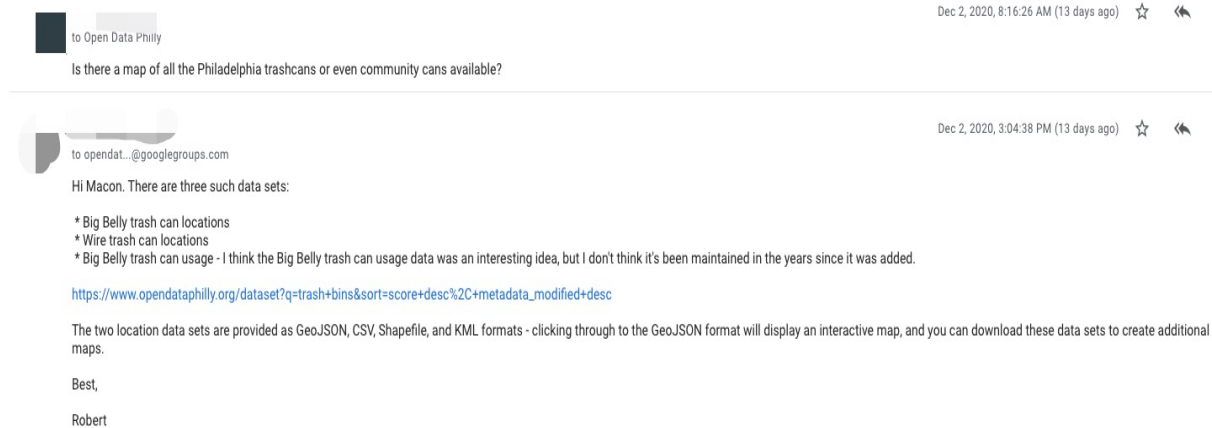 Dec 2, 2020, 8:16:26 AM (13 days ago)
to Open Data Philly
Is there a map of all the Philadelphia trashcans or even community cans available?
Dec 2, 2020, 3:04:38 PM (13 days ago)
to opendat...@googlegroups.com
Hi Macon. There are three such data sets:
* Big Belly trash can locations
* Wire trash can locations
* Big Belly trash can usage - I think the Big Belly trash can usage data was an interesting idea, but I don't think it's been maintained in the years since it was added.
https://www.opendataphilly.org/dataset?q=trash+bins&sort=score+desc%2C+metadata_modified+desc
The two location data sets are provided as GeoJSON, CSV, Shapefile, and KML formats - clicking through to the GeoJSON format will display an interactive map, and you can download these data sets to create additional
maps.
Best,
Robert